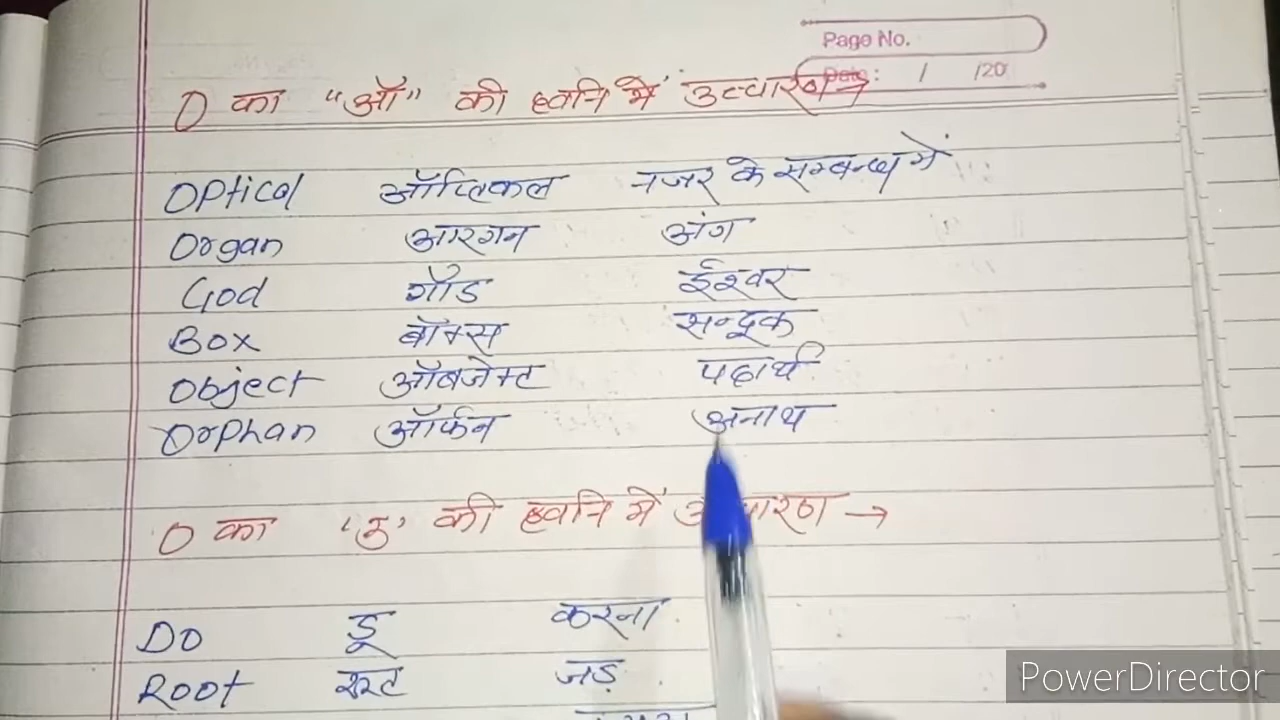 Page No.
Date: / /20
O का "ऑ" की ध्वनि में उच्चारण→
Optical ऑप्टिकल नजर के सम्बन्ध में
Organ आरगन अंग
God गॉड ईश्वर
Box बॉक्स सन्दूक
Object ऑबजेक्ट पदार्थ
Orphan ऑर्फन अनाथ
O का 'उ' की ध्वनि में →
Do डू करना
Root रूट जड़
PowerDirector